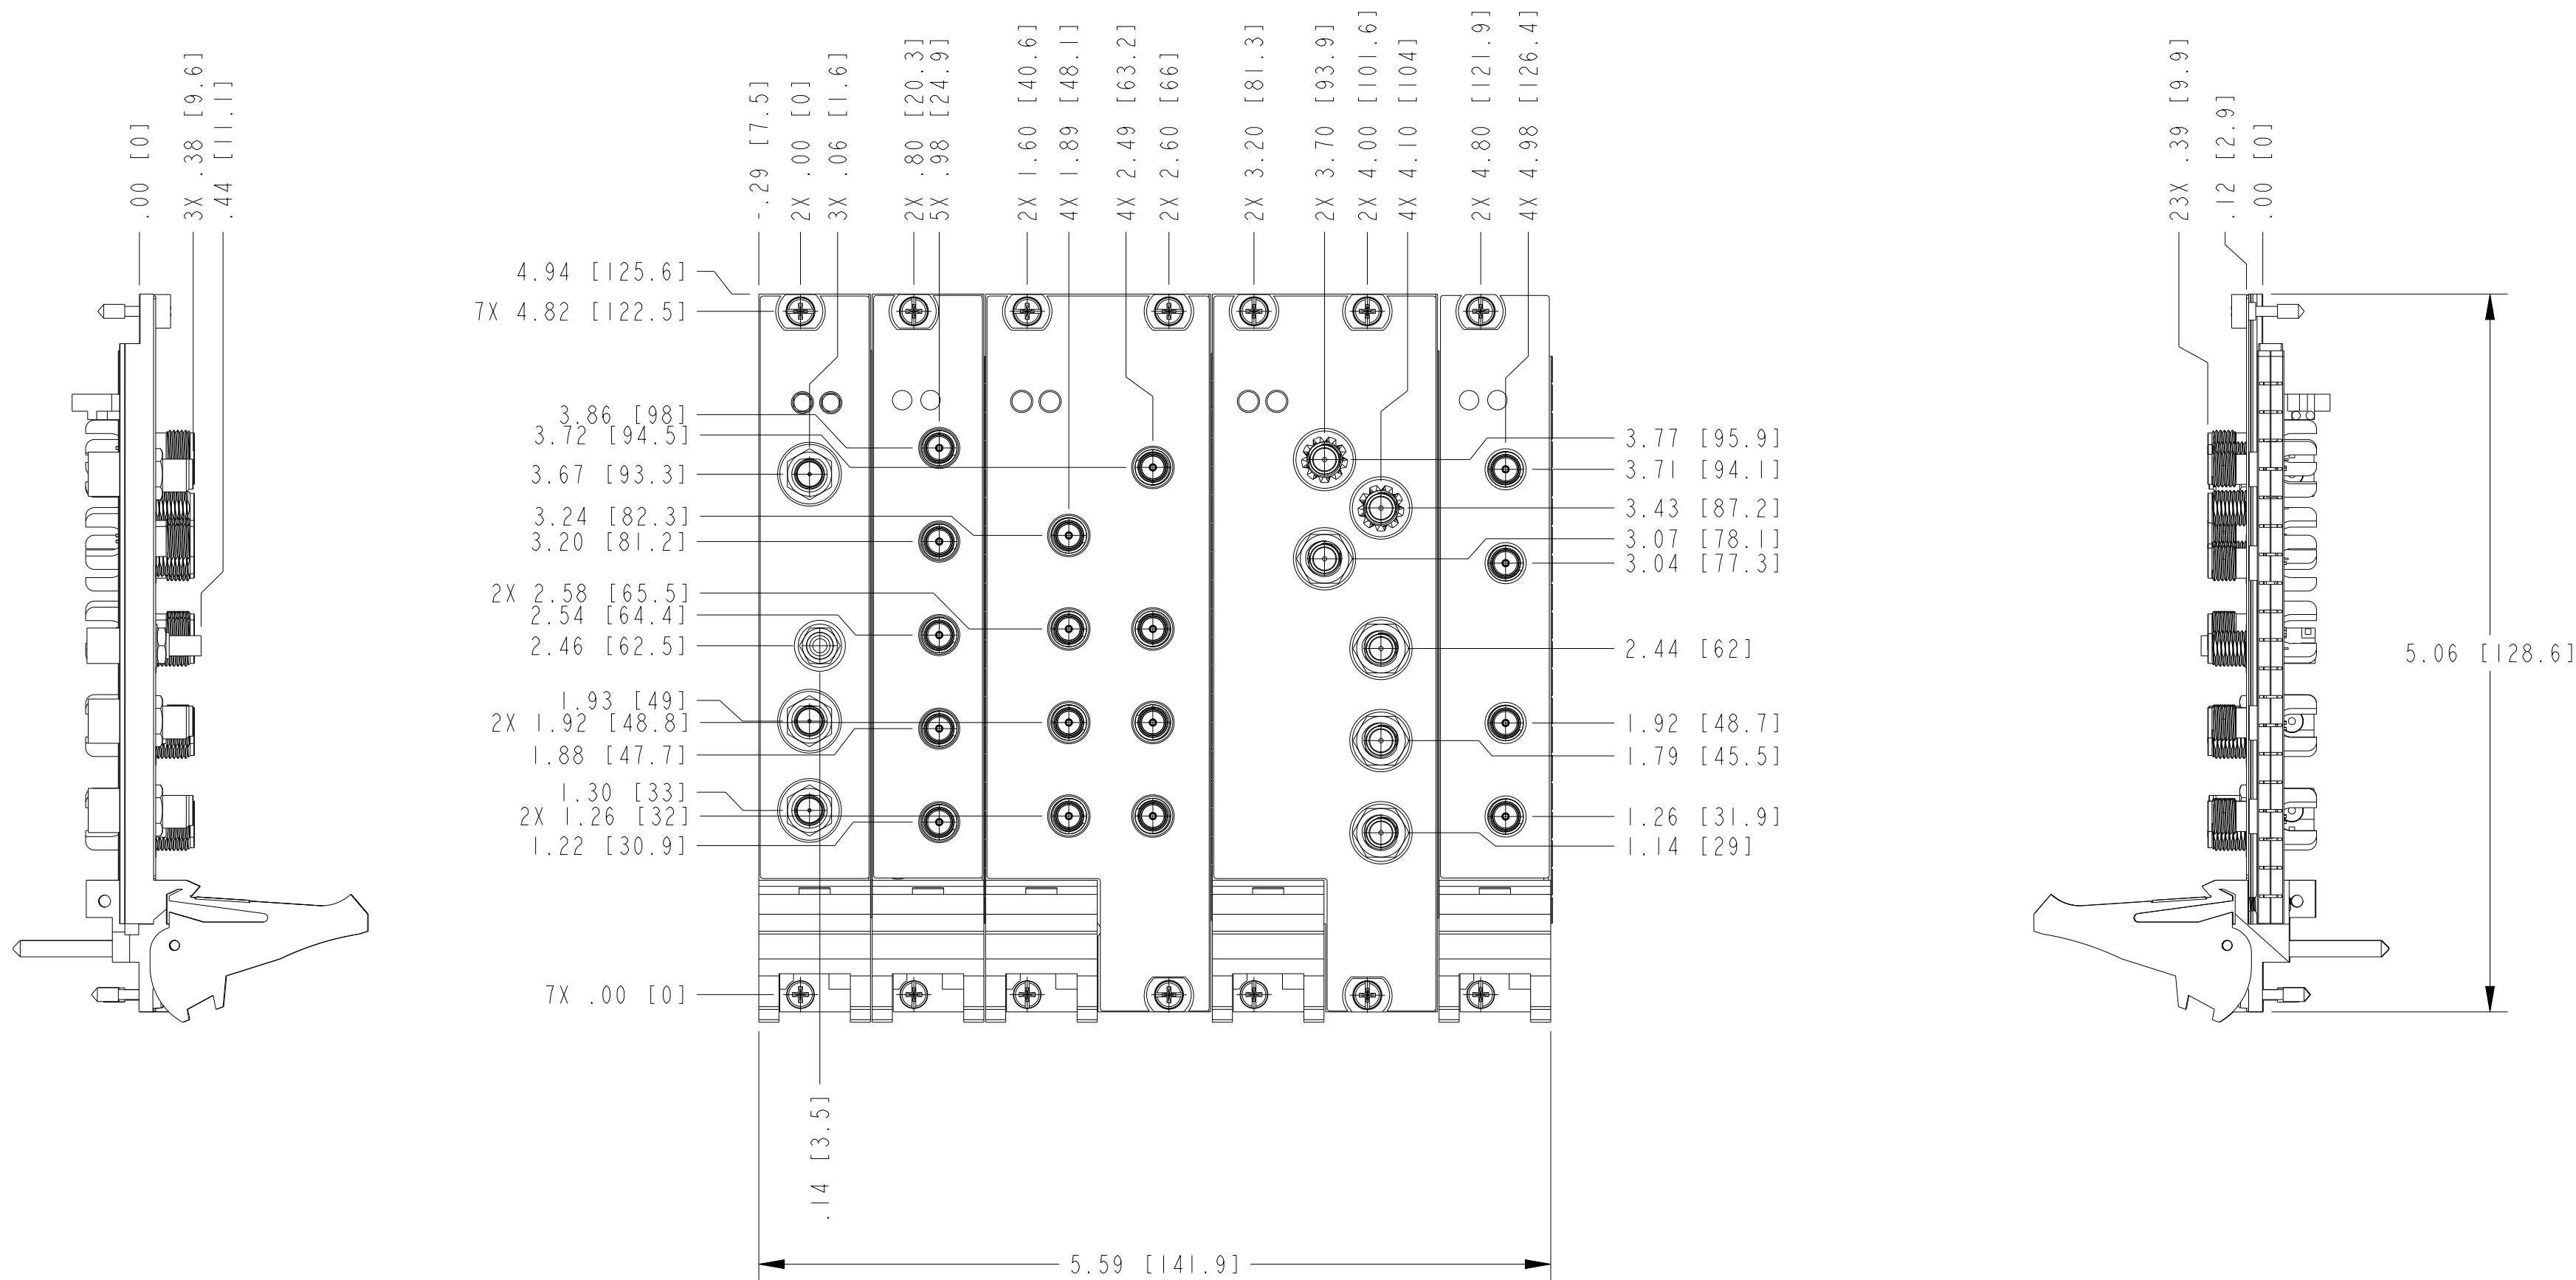 .00 [0]
3X .38 [9.6]
.44 [11.1]
-.29 [7.5]
2X .00 [0]
3X .06 [1.6]
2X .80 [20.3]
5X .98 [24.9]
2X 1.60 [40.6]
4X 1.89 [48.1]
4X 2.49 [63.2]
2X 2.60 [66]
2X 3.20 [81.3]
2X 3.70 [93.9]
2X 4.00 [101.6]
4X 4.10 [104]
2X 4.80 [121.9]
4X 4.98 [126.4]
23X .39 [9.9]
.12 [2.9]
.00 [0]
4.94 [125.6]
7X 4.82 [122.5]
3.86 [98]
3.72 [94.5]
3.67 [93.3]
3.24 [82.3]
3.20 [81.2]
2X 2.58 [65.5]
2.54 [64.4]
2.46 [62.5]
1.93 [49]
2X 1.92 [48.8]
1.88 [47.7]
1.30 [33]
2X 1.26 [32]
1.22 [30.9]
7X .00 [0]
3.77 [95.9]
3.71 [94.1]
3.43 [87.2]
3.07 [78.1]
3.04 [77.3]
2.44 [62]
1.92 [48.7]
1.79 [45.5]
1.26 [31.9]
1.14 [29]
5.06 [128.6]
.14 [3.5]
5.59 [141.9]